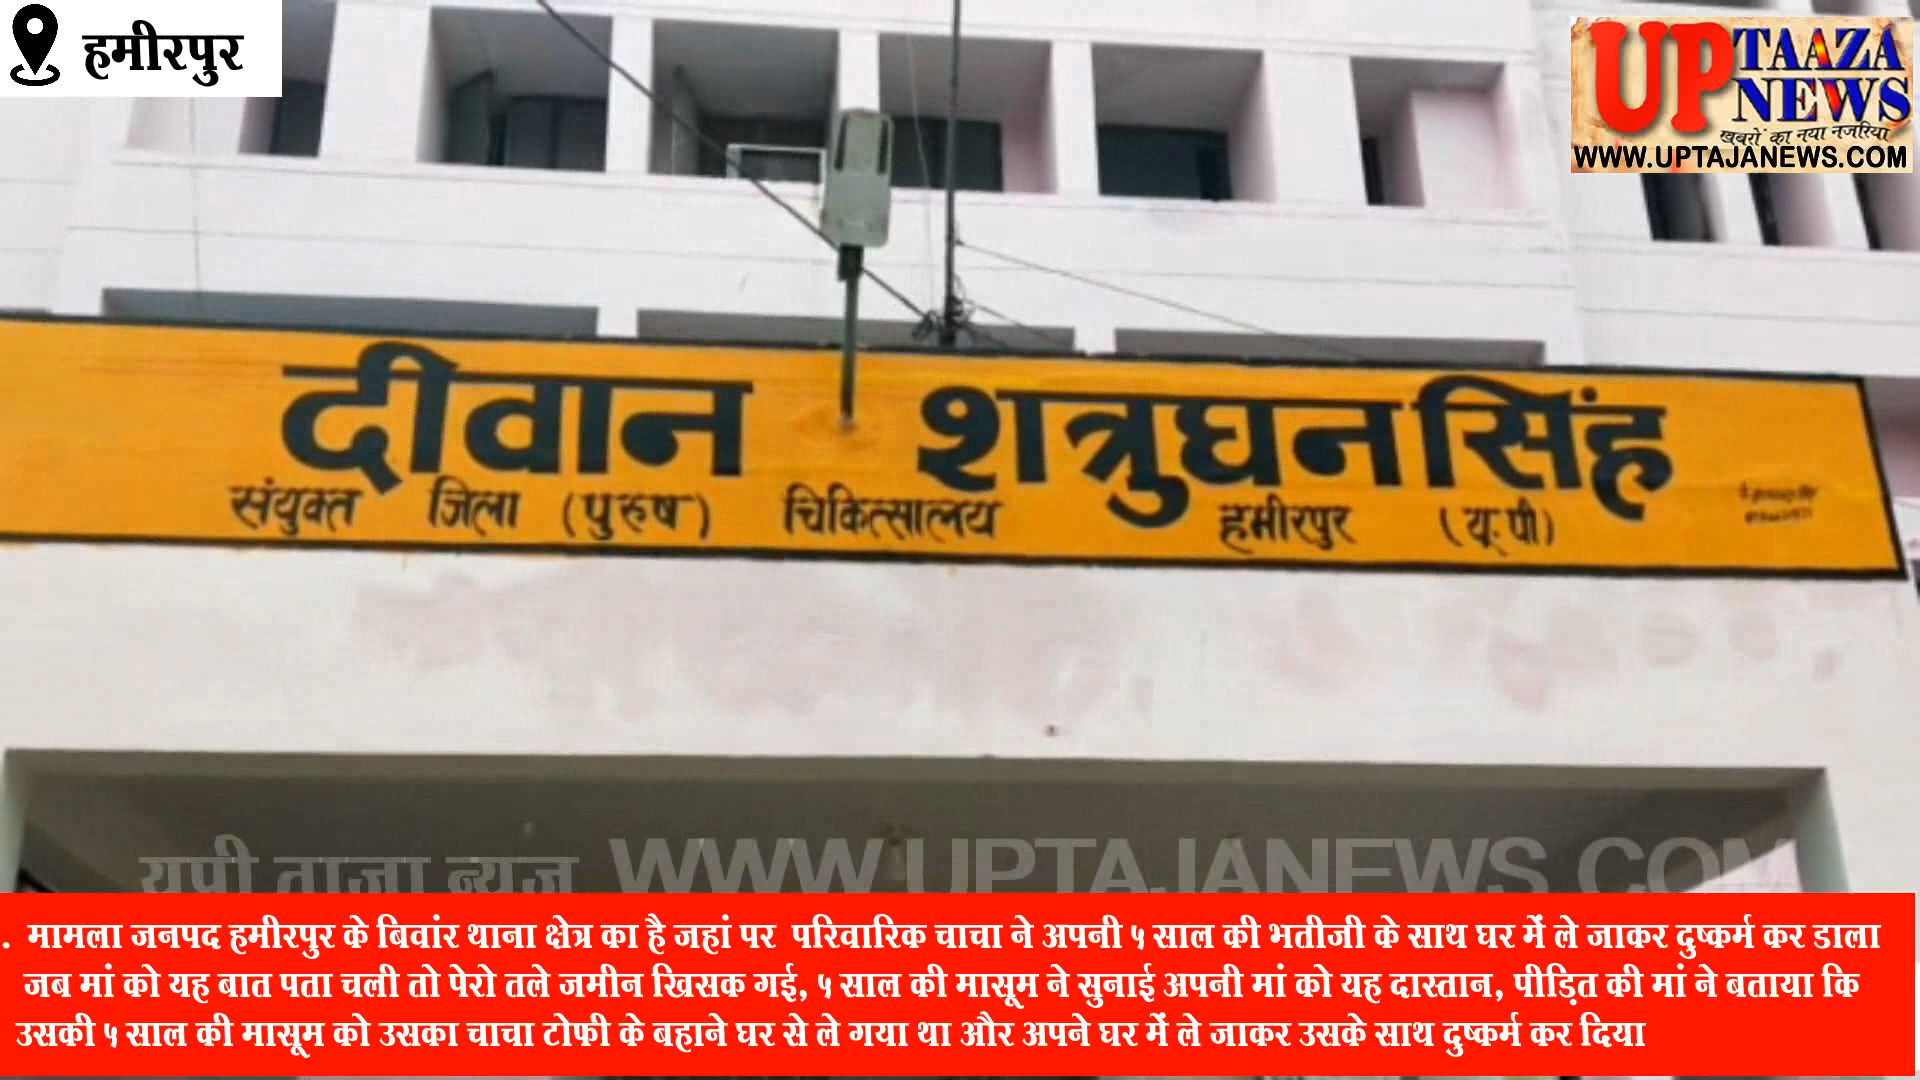 हमीरपुर
UP TAAZA
NEWS
खबरों का नया नजरिया
WWW.UPTAJANEWS.COM
दीवान शत्रुघन सिंह
संयुक्त जिला (पुरुष) चिकित्सालय हमीरपुर (यू.पी)
यूपी ताजा न्यूज WWW.UPTAJANEWS.COM
. मामला जनपद हमीरपुर के बिवांर थाना क्षेत्र का है जहां पर परिवारिक चाचा ने अपनी ५ साल की भतीजी के साथ घर में ले जाकर दुष्कर्म कर डाला
जब मां को यह बात पता चली तो पेरो तले जमीन खिसक गई, ५ साल की मासूम ने सुनाई अपनी मां को यह दास्तान, पीड़ित की मां ने बताया कि
उसकी ५ साल की मासूम को उसका चाचा टोफी के बहाने घर से ले गया था और अपने घर में ले जाकर उसके साथ दुष्कर्म कर दिया